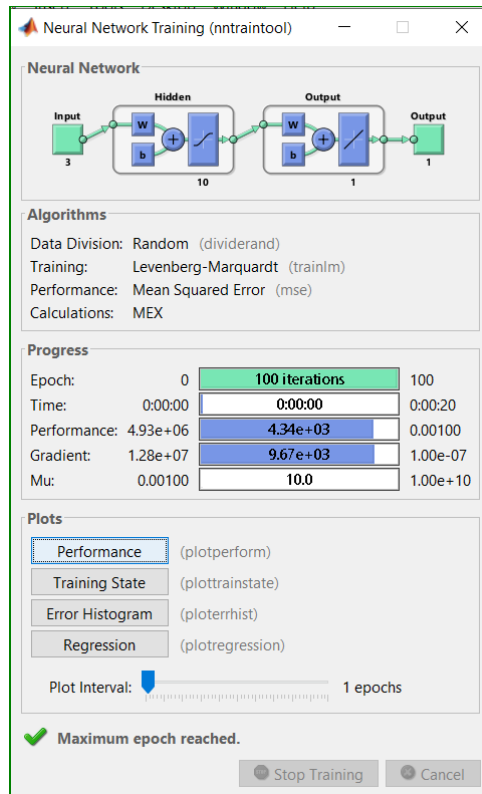 Neural Network Training (nntraintool)
Neural Network
Hidden Output
Input Output
W W
b b
3 1
10 1
Algorithms
Data Division: Random (dividerand)
Training: Levenberg-Marquardt (trainlm)
Performance: Mean Squared Error (mse)
Calculations: MEX
Progress
Epoch: 0 100 iterations 100
Time: 0:00:00 0:00:00 0:00:20
Performance: 4.93e+06 4.34e+03 0.00100
Gradient: 1.28e+07 9.67e+03 1.00e-07
Mu: 0.00100 10.0 1.00e+10
Plots
Performance (plotperform)
Training State (plottrainstate)
Error Histogram (ploterrhist)
Regression (plotregression)
Plot Interval: 1 epochs
Maximum epoch reached.
Stop Training Cancel